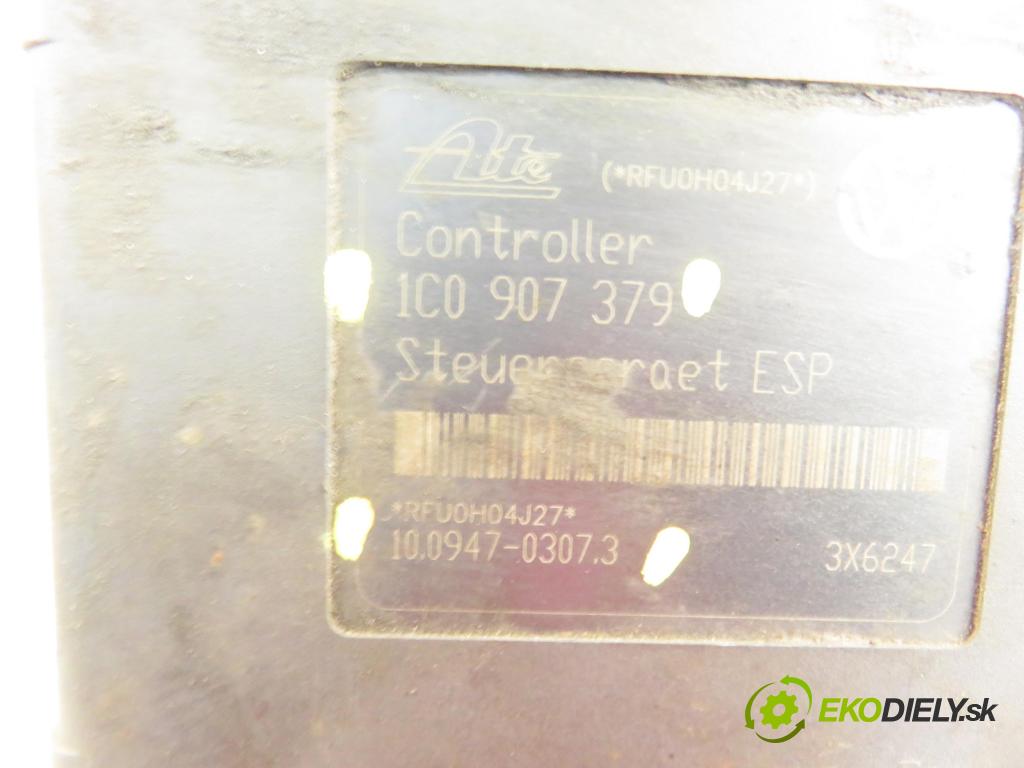 Ate (*RFU0H04J27*)
Controller
1C0 907 379
ESP
*RFU0H04J27*
10.0947-0307.3 3X6247
EKODIELY.sk